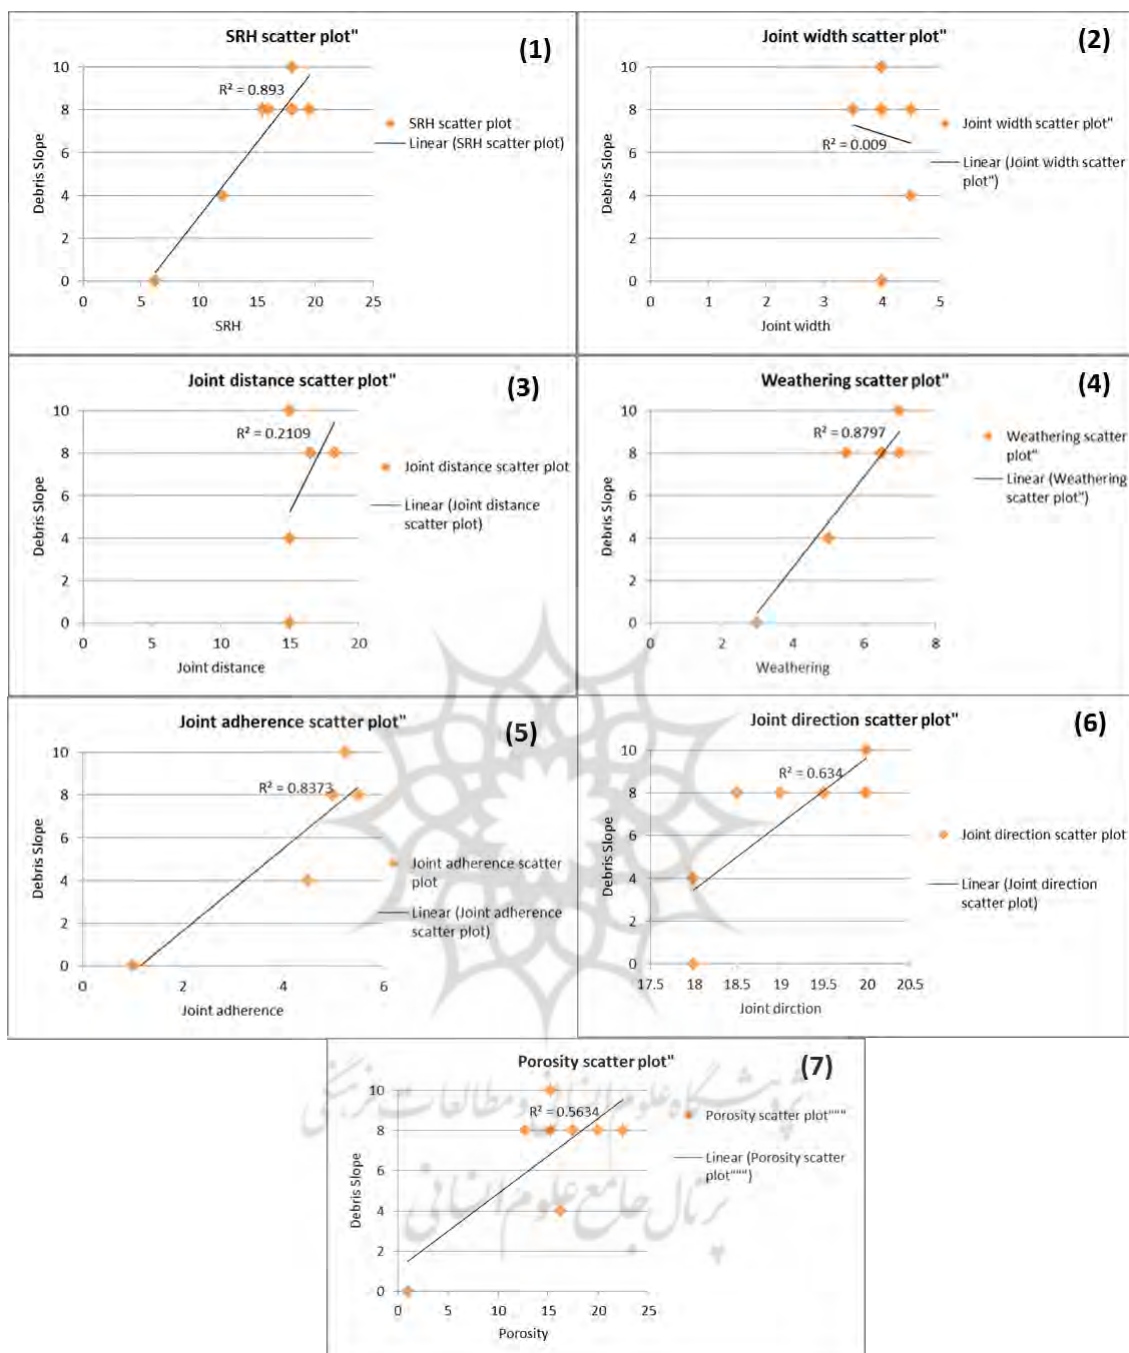 SRH scatter plot"
(1)
10
8
6
4
2
0
0 5 10 15 20 25
Debris Slope
SRH
R² = 0.893
SRH scatter plot
Linear (SRH scatter plot)
Joint width scatter plot"
(2)
10
8
6
4
2
0
0 1 2 3 4 5
Debris Slope
Joint width
R² = 0.009
Joint width scatter plot"
Linear (Joint width scatter
plot")
Joint distance scatter plot"
(3)
10
8
6
4
2
0
0 5 10 15 20
Debris Slope
Joint distance
R² = 0.2109
Joint distance scatter plot
Linear (Joint distance
scatter plot)
Weathering scatter plot"
(4)
10
8
6
4
2
0
0 2 4 6 8
Debris Slope
Weathering
R² = 0.8797
Weathering scatter
plot"
Linear (Weathering
scatter plot")
Joint adherence scatter plot"
(5)
10
8
6
4
2
0
0 2 4 6
Debris Slope
Joint adherence
R² = 0.8373
Joint adherence scatter
plot
Linear (Joint adherence
scatter plot)
Joint direction scatter plot"
(6)
10
8
6
4
2
0
17.5 18 18.5 19 19.5 20 20.5
Debris Slope
Joint dirction
R² = 0.634
Joint direction scatter plot
Linear (Joint direction
scatter plot)
Porosity scatter plot"
(7)
10
8
6
4
2
0
0 5 10 15 20 25
Debris Slope
Porosity
R² = 0.5634
Porosity scatter plot"""
Linear (Porosity scatter
plot""")
پژوهشگاه علوم انسانی و مطالعات فرهنگی
پرتال جامع علوم انسانی